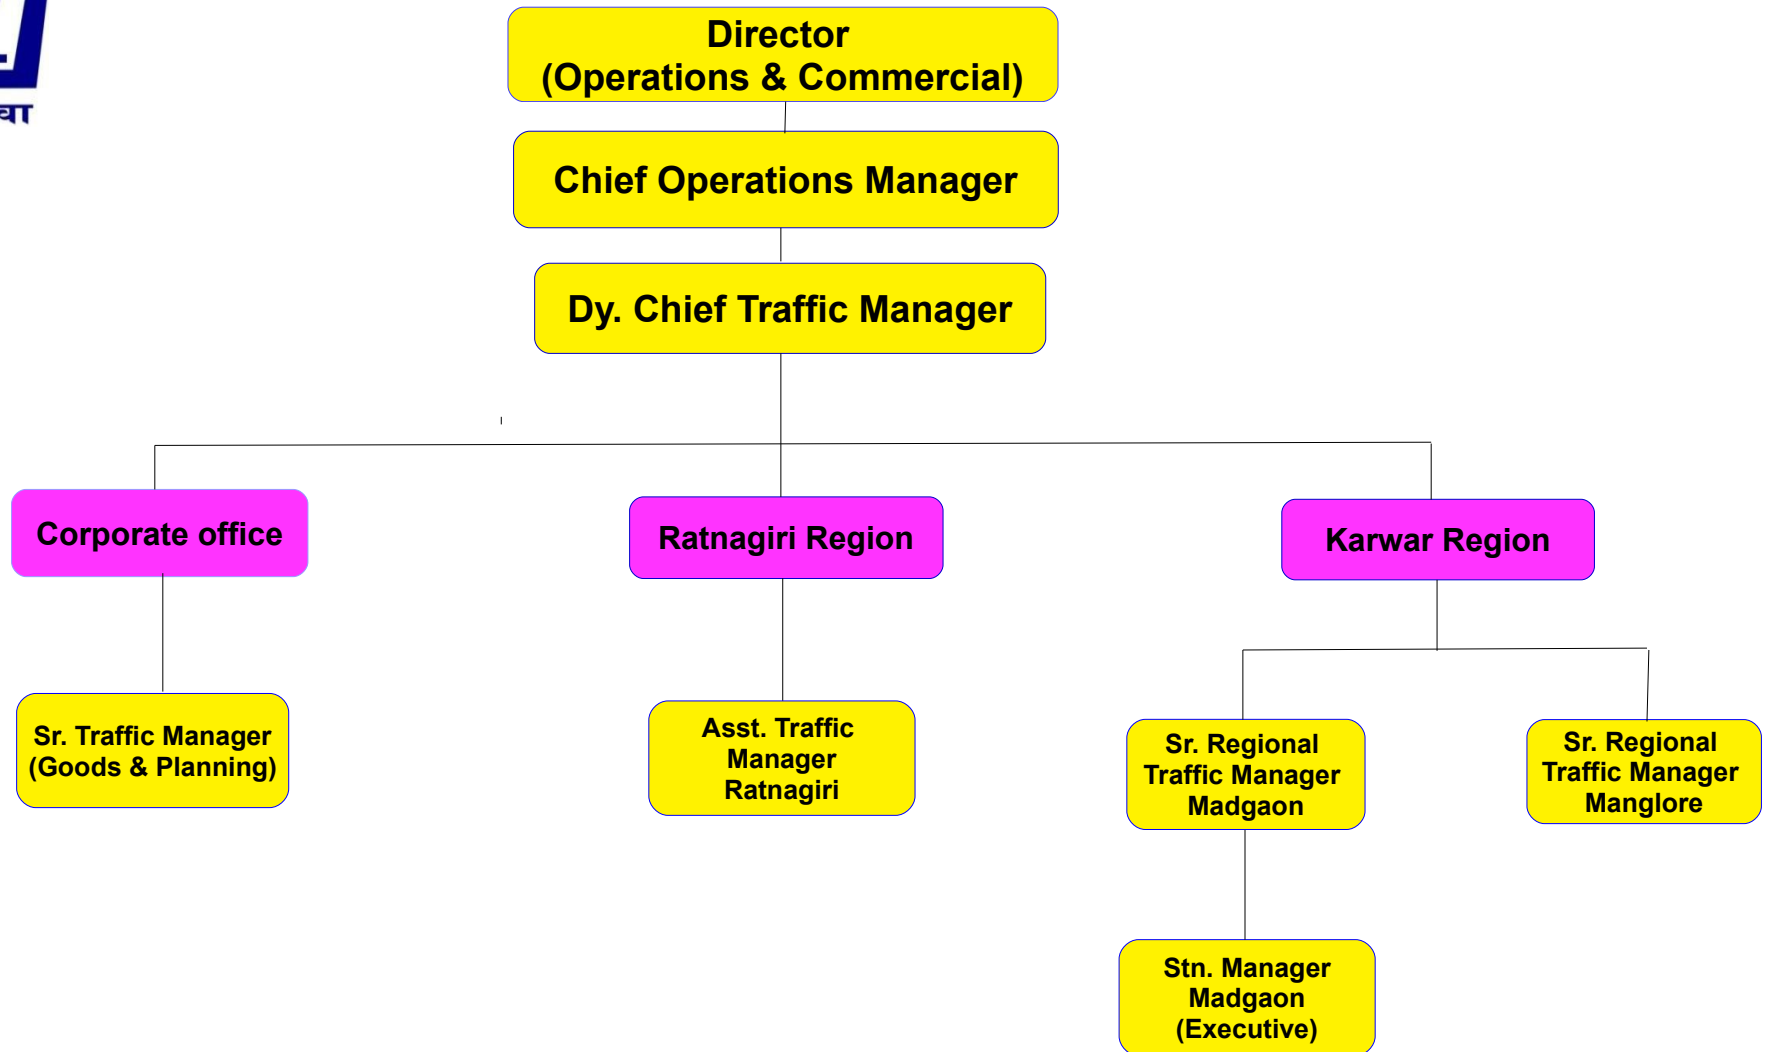 Director
(Operations & Commercial)
Chief Operations Manager
Dy. Chief Traffic Manager
Corporate office
Ratnagiri Region
Karwar Region
Sr. Traffic Manager
(Goods & Planning)
Asst. Traffic
Manager
Ratnagiri
Sr. Regional
Traffic Manager
Madgaon
Sr. Regional
Traffic Manager
Manglore
Stn. Manager
Madgaon
(Executive)